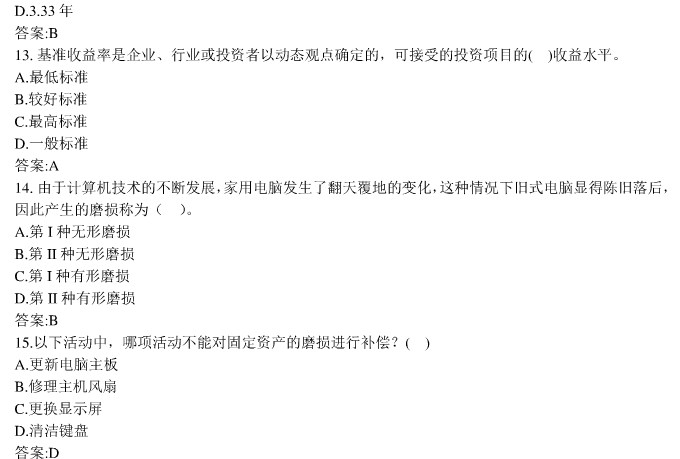 D.3.33 年
答案:B
13. 基准收益率是企业、行业或投资者以动态观点确定的，可接受的投资项目的( )收益水平。
A.最低标准
B.较好标准
C.最高标准
D.一般标准
答案:A
14. 由于计算机技术的不断发展，家用电脑发生了翻天覆地的变化，这种情况下旧式电脑显得陈旧落后，
因此产生的磨损称为（ ）。
A.第 I 种无形磨损
B.第 II 种无形磨损
C.第 I 种有形磨损
D.第 II 种有形磨损
答案:B
15.以下活动中，哪项活动不能对固定资产的磨损进行补偿？( )
A.更新电脑主板
B.修理主机风扇
C.更换显示屏
D.清洁键盘
答案:D